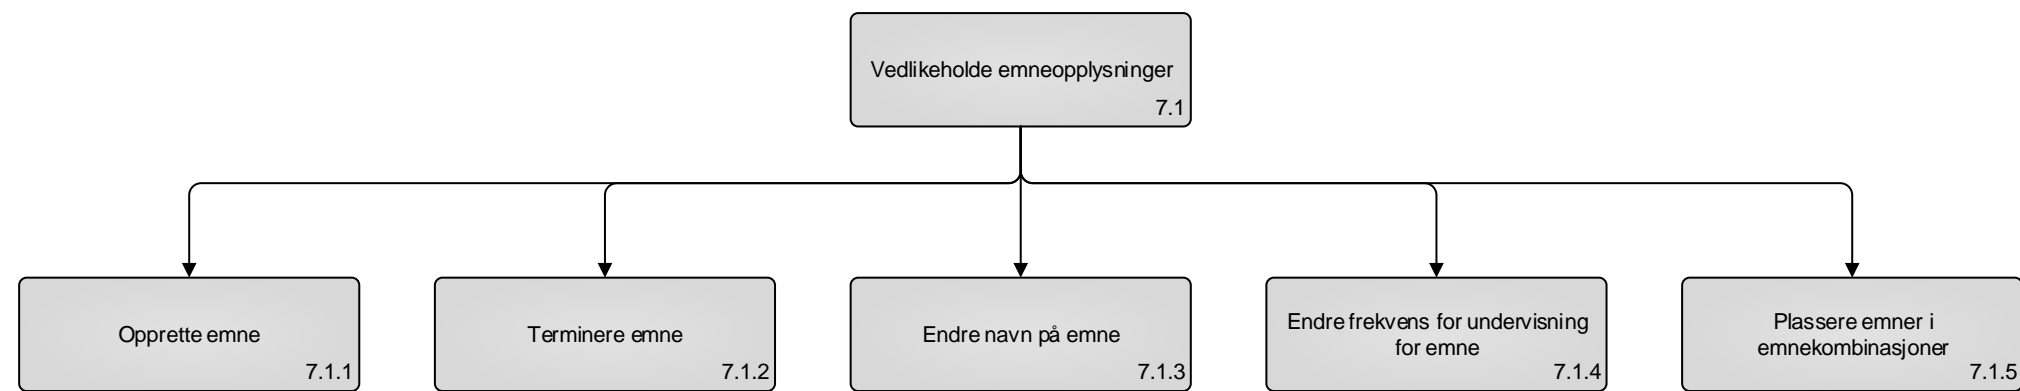 Vedlikeholde emneopplysninger
7.1
Opprette emne
7.1.1
Terminere emne
7.1.2
Endre navn på emne
7.1.3
Endre frekvens for undervisning
for emne
7.1.4
Plassere emner i
emnekombinasjoner
7.1.5